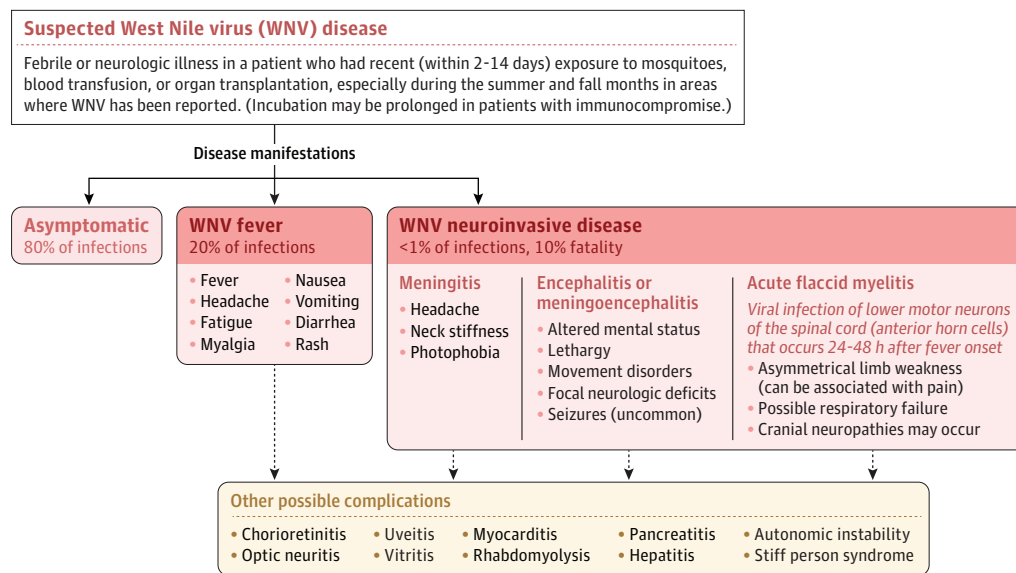 Suspected West Nile virus (WNV) disease
Febrile or neurologic illness in a patient who had recent (within 2-14 days) exposure to mosquitoes,
blood transfusion, or organ transplantation, especially during the summer and fall months in areas
where WNV has been reported. (Incubation may be prolonged in patients with immunocompromise.)
Disease manifestations
Asymptomatic
80% of infections
WNV fever
20% of infections
• Fever
• Headache
• Fatigue
• Myalgia
• Nausea
• Vomiting
• Diarrhea
• Rash
WNV neuroinvasive disease
<1% of infections, 10% fatality
Meningitis
• Headache
• Neck stiffness
• Photophobia
Encephalitis or
meningoencephalitis
• Altered mental status
• Lethargy
• Movement disorders
• Focal neurologic deficits
• Seizures (uncommon)
Acute flaccid myelitis
Viral infection of lower motor neurons
of the spinal cord (anterior horn cells)
that occurs 24-48 h after fever onset
• Asymmetrical limb weakness
(can be associated with pain)
• Possible respiratory failure
• Cranial neuropathies may occur
Other possible complications
• Chorioretinitis
• Optic neuritis
• Uveitis
• Vitritis
• Myocarditis
• Rhabdomyolysis
• Pancreatitis
• Hepatitis
• Autonomic instability
• Stiff person syndrome